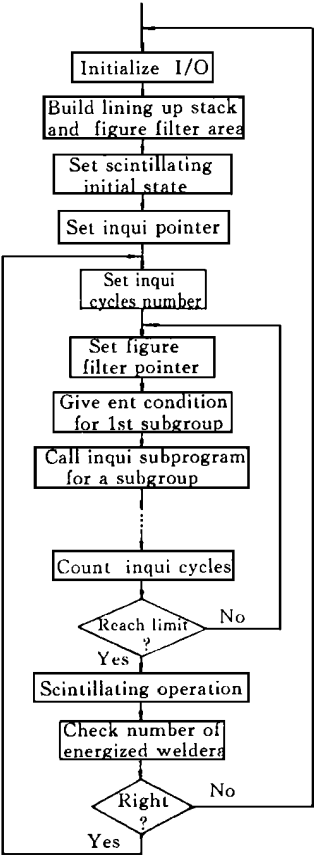 Initialize I/O
Build lining up stack
and figure filter area
Set scintillating
initial state
Set inqui pointer
Set inqui
cycles number
Set figure
filter pointer
Give ent condition
for 1st subgroup
Call inqui subprogram
for a subgroup
Count inqui cycles
Reach limit
?
No
Yes
Scintillating operation
Check number of
energized weldera
Right
?
No
Yes